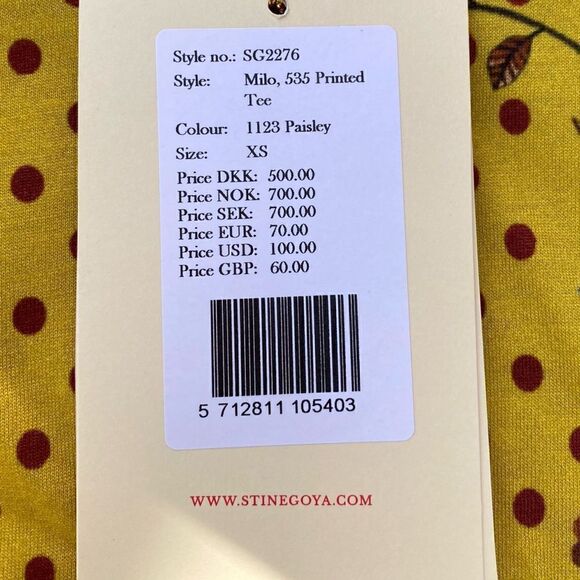 Style no.: SG2276
Style: Milo, 535 Printed
Tee
Colour: 1123 Paisley
Size: XS
Price DKK: 500.00
Price NOK: 700.00
Price SEK: 700.00
Price EUR: 70.00
Price USD: 100.00
Price GBP: 60.00
5 712811 105403
WWW.STINEGOYA.COM